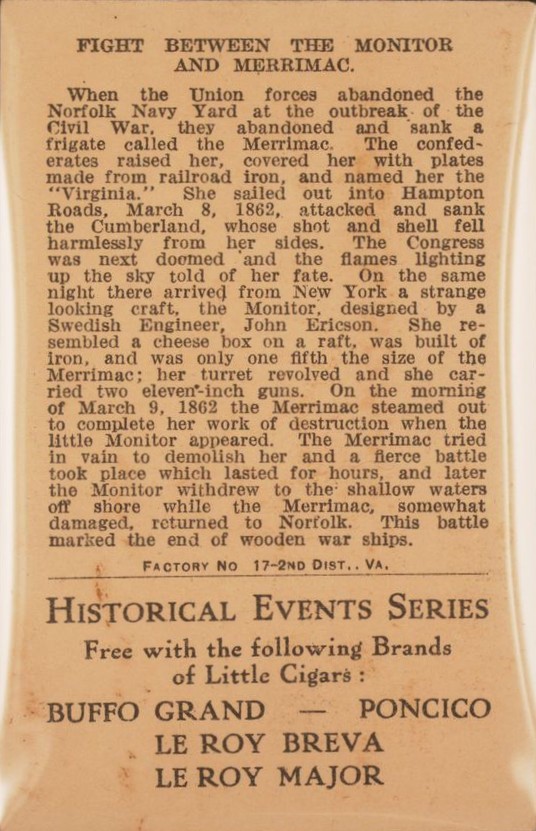 FIGHT BETWEEN THE MONITOR
AND MERRIMAC.
When the Union forces abandoned the
Norfolk Navy Yard at the outbreak of the
Civil War, they abandoned and sank a
frigate called the Merrimac. The confed-
erates raised her, covered her with plates
made from railroad iron, and named her the
"Virginia." She sailed out into Hampton
Roads, March 8, 1862, attacked and sank
the Cumberland, whose shot and shell fell
harmlessly from her sides. The Congress
was next doomed and the flames lighting
up the sky told of her fate. On the same
night there arrived from New York a strange
looking craft, the Monitor, designed by a
Swedish Engineer, John Ericson. She re-
sembled a cheese box on a raft, was built of
iron, and was only one fifth the size of the
Merrimac; her turret revolved and she car-
ried two eleven-inch guns. On the morning
of March 9, 1862 the Merrimac steamed out
to complete her work of destruction when the
little Monitor appeared. The Merrimac tried
in vain to demolish her and a fierce battle
took place which lasted for hours, and later
the Monitor withdrew to the shallow waters
off shore while the Merrimac, somewhat
damaged, returned to Norfolk. This battle
marked the end of wooden war ships.
FACTORY NO 17-2ND DIST., VA.
HISTORICAL EVENTS SERIES
Free with the following Brands
of Little Cigars:
BUFFO GRAND — PONCICO
LE ROY BREVA
LE ROY MAJOR